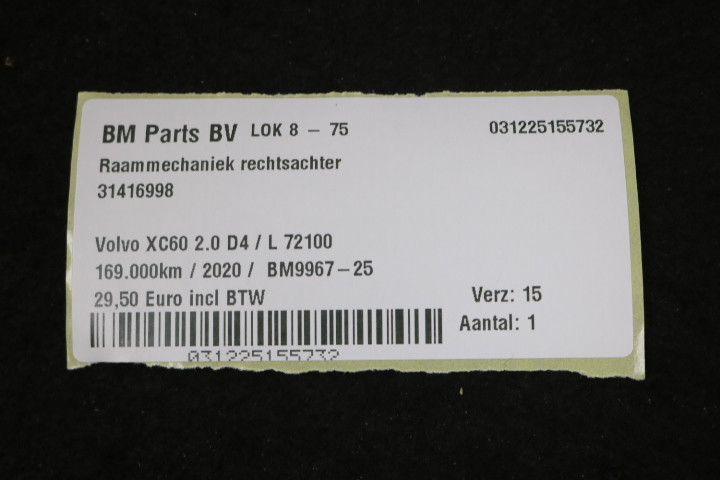 BM Parts BV LOK 8 - 75 031225155732
Raammechaniek rechtsachter
31416998
Volvo XC60 2.0 D4 / L 72100
169.000km / 2020 / BM9967-25
29,50 Euro incl BTW Verz: 15
Aantal: 1
031225155732